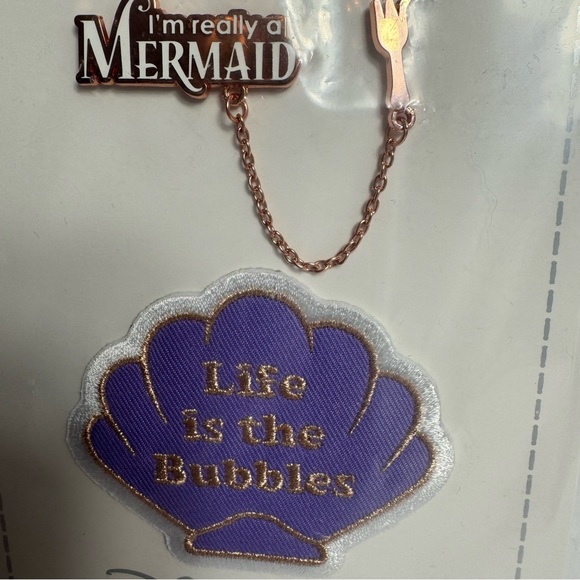 I'm really a
MERMAID
Life
is the
Bubbles